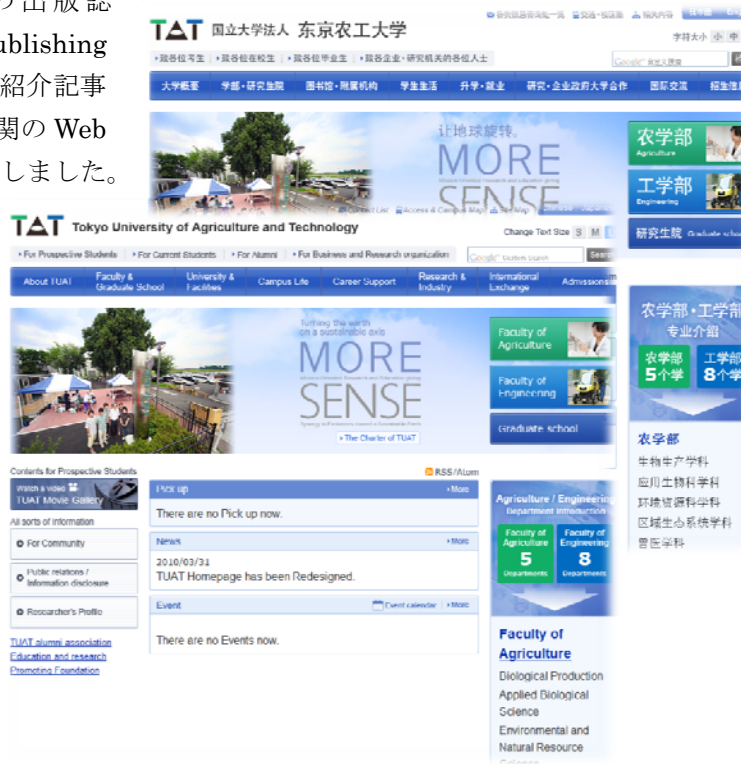 の出版誌
ublishing
紹介記事
関の Web
しました。
TAT 国立大学法人 东京农工大学
字符大小 小 中
致各位考生 致各位在校生 致各位毕业生 致各企业·研究机关的各位人士
大学概要 学部·研究生院 图书馆·附属机构 学生生活 升学·就业 研究·企业政府大学合作 国际交流 招生信息
让地球旋转。
MORE
SENSE
农学部
Agriculture
工学部
Engineering
研究生院 Graduate school
农学部·工学部
专业介绍
农学部 工学部
5个学 8个学
农学部
生物生产学科
应用生物科学科
环境资源科学科
区域生态系统学科
兽医学科
Access & Campus Map
TAT Tokyo University of Agriculture and Technology
Change Text Size S M
For Prospective Students For Current Students For Alumni For Business and Research organization
Google Custom Search Search
About TUAT Faculty & Graduate School University & Facilities Campus Life Career Support Research & Industry International Exchange Admissions
Turning the earth
on a sustainable axis
MORE
SENSE
The Charter of TUAT
Faculty of
Agriculture
Faculty of
Engineering
Graduate school
Contents for Prospective Students
Watch a video
TUAT Movie Gallery
All sorts of information
For Community
Public relations /
Information disclosure
Researcher's Profile
TUAT alumni association
Education and research
Promoting Foundation
RSS/Atom
Pick up More
There are no Pick up now.
News More
2010/03/31
TUAT Homepage has been Redesigned.
Event Event calendar More
There are no Events now.
Agriculture / Engineering
Department Introduction
Faculty of Agriculture Faculty of Engineering
5 8
Departments Departments
Faculty of
Agriculture
Biological Production
Applied Biological
Science
Environmental and
Natural Resource
Science